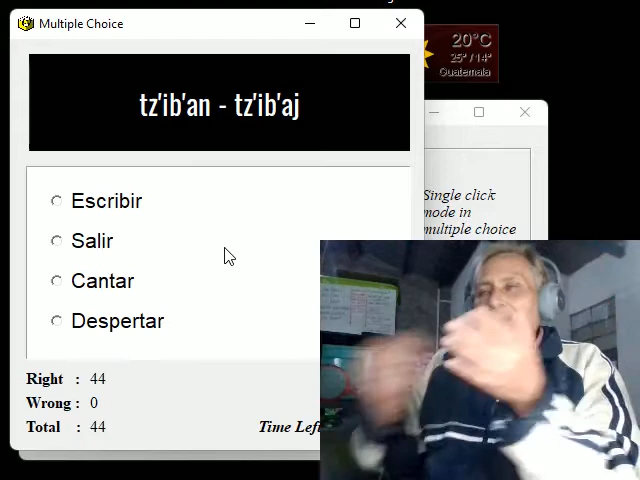 Multiple Choice
20°C
25° / 14°
Guatemala
tz'ib'an - tz'ib'aj
Escribir
Salir
Cantar
Despertar
Single click
mode in
multiple choice
Right : 44
Wrong : 0
Total : 44
Time Left